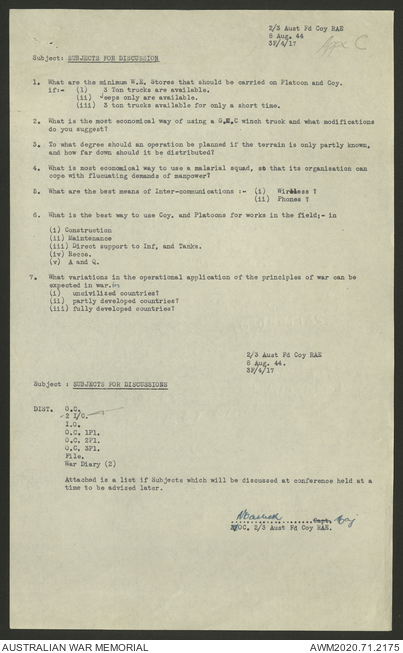 2/3 Aust Fd Coy RAE
8 Aug. 44
3F/4/17
Appx C
Subject: SUBJECTS FOR DISCUSSION
1. What are the minimum W.E. Stores that should be carried on Platoon and Coy.
if:- (i) 3 Ton trucks are available.
(ii) Jeeps only are available.
(iii) 3 ton trucks available for only a short time.
2. What is the most economical way of using a G.M.C winch truck and what modifications
do you suggest?
3. To what degree should an operation be planned if the terrain is only partly known,
and how far down should it be distributed?
4. What is most economical way to use a malarial squad, so that its organisation can
cope with flucuating demands of manpower?
5. What are the best means of Inter-communications :- (i) Wireless ?
(ii) Phones ?
6. What is the best way to use Coy. and Platoons for works in the field;- in
(i) Construction
(ii) Maintenance
(iii) Direct support to Inf, and Tanks.
(iv) Recos.
(v) A and Q.
7. What variations in the operational application of the principles of war can be
expected in war. in
(i) uncivilized countries?
(ii) partly developed countries?
(iii) fully developed countries?
2/3 Aust Fd Coy RAE
8 Aug. 44.
3F/4/17
Subject : SUBJECTS FOR DISCUSSIONS
DIST. O.C.
2 I/C.
I.O.
O.C. 1Pl.
O.C. 2Pl.
O.C. 3Pl.
File.
War Diary (2)
Attached is a list if Subjects which will be discussed at conference held at a
time to be advised later.
Capt. Maj
OC. 2/3 Aust Fd Coy RAE.
AUSTRALIAN WAR MEMORIAL
AWM2020.71.2175